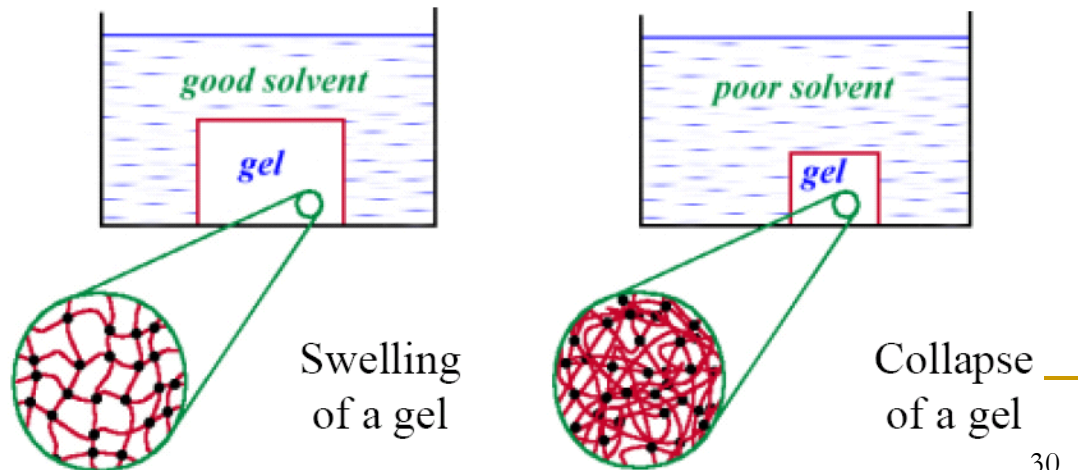 good solvent
gel
Swelling
of a gel
poor solvent
gel
Collapse
of a gel
30